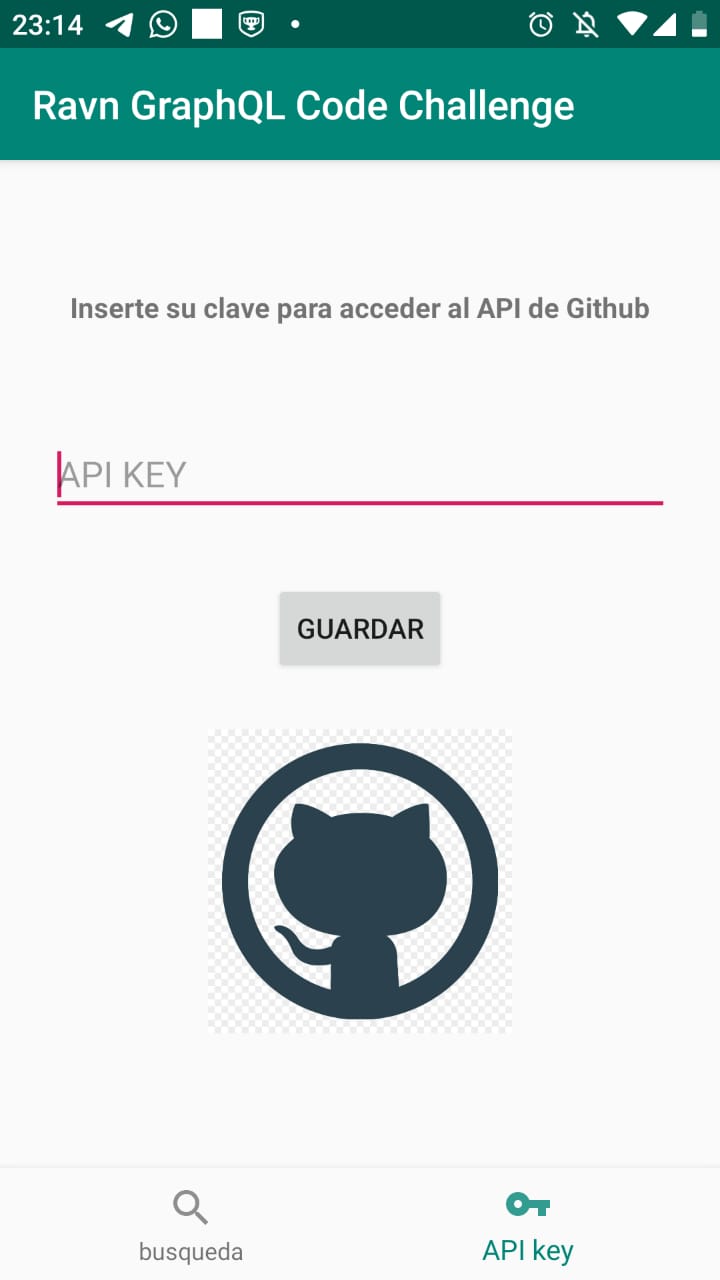 23:14
Ravn GraphQL Code Challenge
Inserte su clave para acceder al API de Github
API KEY
GUARDAR
busqueda
API key